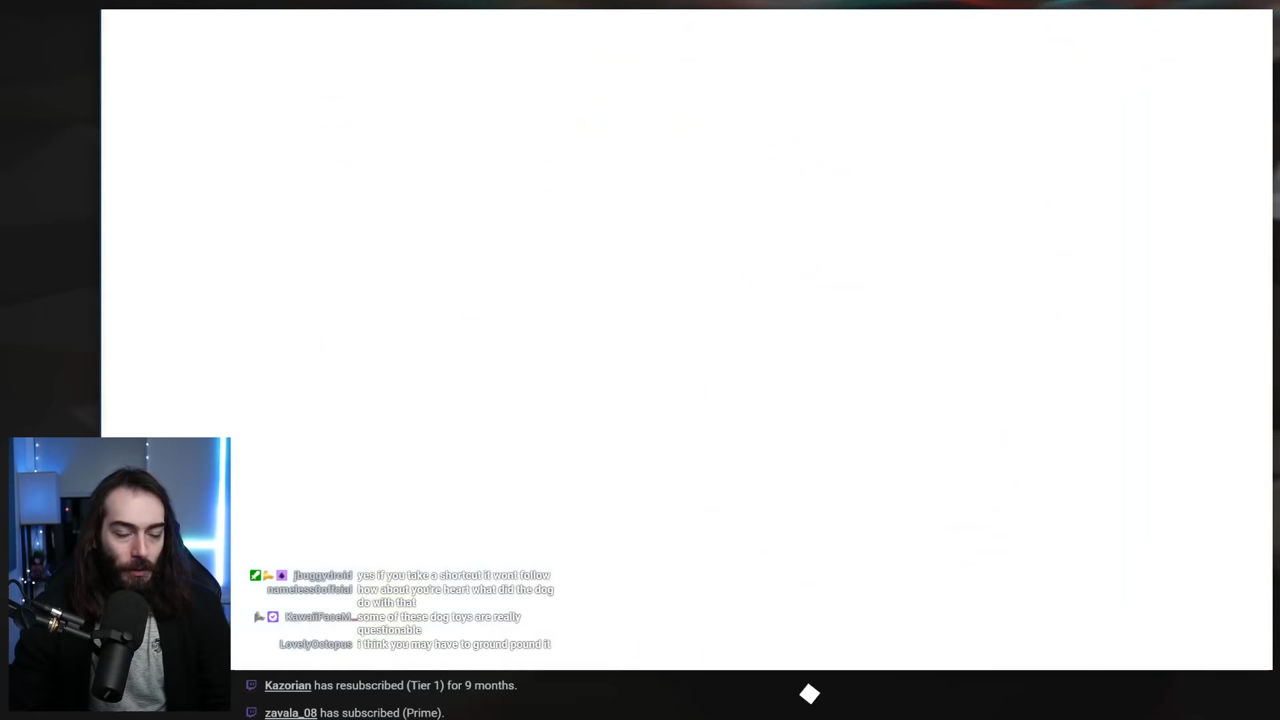 jbuggydroid yes if you take a shortcut it wont follow
nameless0official how about you're heart what did the dog
do with that
KawaiiFaceM... some of these dog toys are really
questionable
LovelyOctopus i think you may have to ground pound it
Kazorian has resubscribed (Tier 1) for 9 months.
zavala_08 has subscribed (Prime).